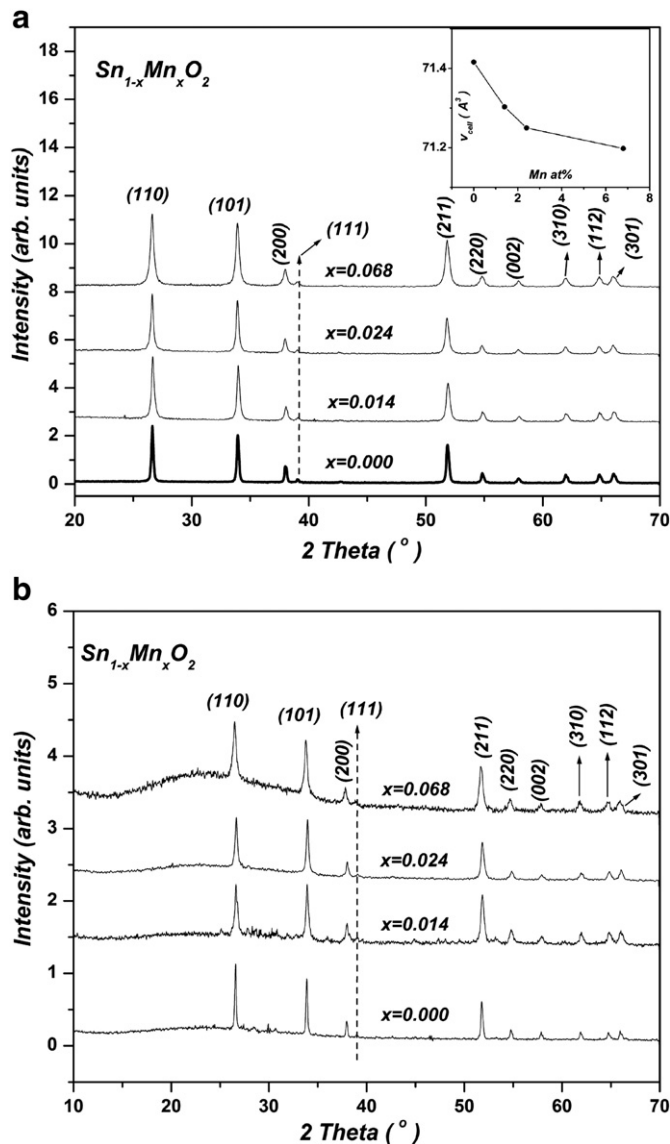 a
Sn1-xMnxO2
Intensity (arb. units)
18
16
14
12
10
8
6
4
2
0
(110)
(101)
(200)
(111)
(211)
(220)
(002)
(310)
(112)
(301)
x=0.068
x=0.024
x=0.014
x=0.000
20 30 40 50 60 70
2 Theta ( o )
vcell ( A3 )
71.4
71.2
0 2 4 6 8
Mn at%
b
Sn1-xMnxO2
Intensity (arb. units)
6
5
4
3
2
1
0
(110)
(101)
(200)
(111)
(211)
(220)
(002)
(310)
(112)
(301)
x=0.068
x=0.024
x=0.014
x=0.000
10 20 30 40 50 60 70
2 Theta ( o )